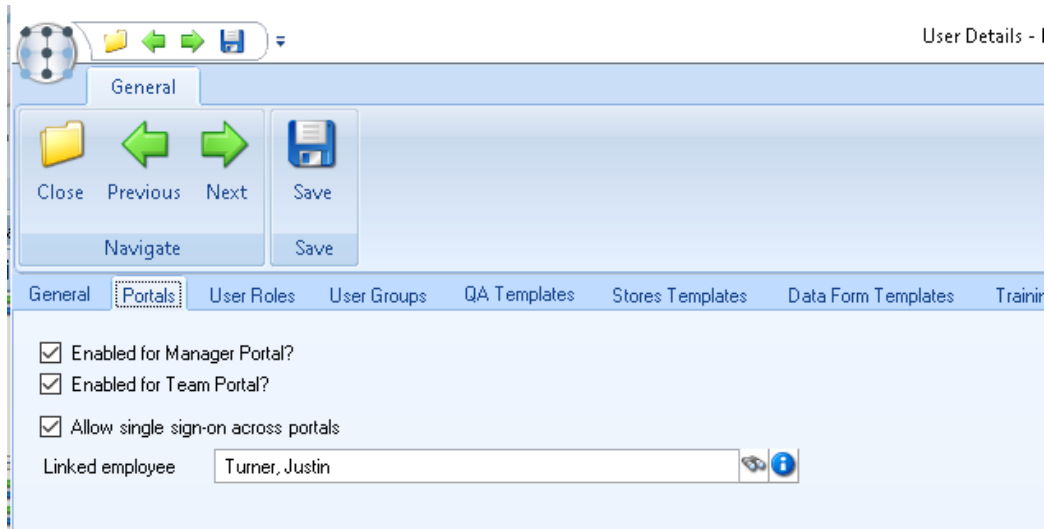 User Details -
General
Close Previous Next Save
Navigate Save
General Portals User Roles User Groups QA Templates Stores Templates Data Form Templates
Enabled for Manager Portal?
Enabled for Team Portal?
Allow single sign-on across portals
Linked employee Turner, Justin